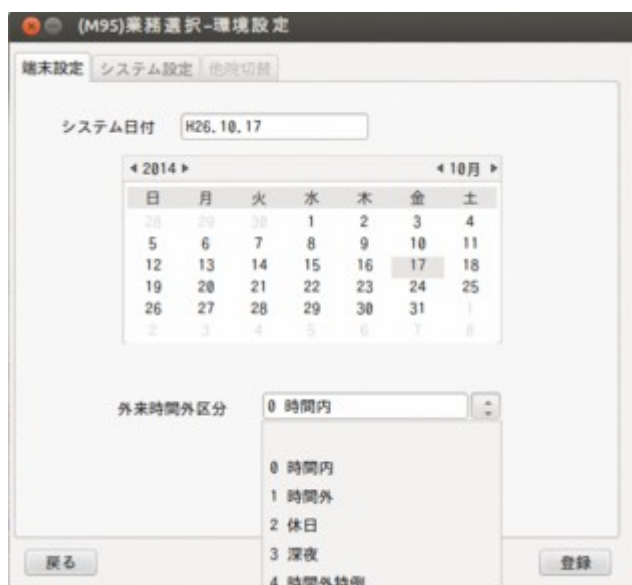 (M95)業務選択-環境設定
端末設定 システム設定 他院切替
システム日付 H26.10.17
2014 10月
日 月 火 水 木 金 土
28 29 30 1 2 3 4
5 6 7 8 9 10 11
12 13 14 15 16 17 18
19 20 21 22 23 24 25
26 27 28 29 30 31 1
2 3 4 5 6 7 8
外来時間外区分 0 時間内
0 時間内
1 時間外
2 休日
3 深夜
4 時間外特例
戻る 登録